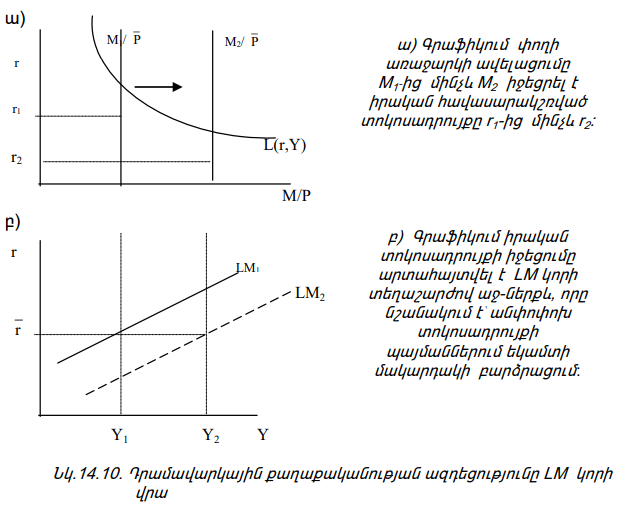 ա)
M1/ P̅
M2/ P̅
r
r1
r2
L(r,Y)
M/P
ա) Գրաֆիկում փողի
առաջարկի ավելացումը
M1-ից մինչև M2 իջեցրել է
իրական հավասարակշռված
տոկոսադրույքը r1-ից մինչև r2:
բ)
r
LM1
LM2
r̅
Y1
Y2
Y
բ) Գրաֆիկում իրական
տոկոսադրույքի իջեցումը
արտահայտվել է LM կորի
տեղաշարժով աջ-ներքև, որը
նշանակում է՝ անփոփոխ
տոկոսադրույքի
պայմաններում եկամտի
մակարդակի բարձրացում:
Նկ.14.10. Դրամավարկային քաղաքականության ազդեցությունը LM կորի
վրա